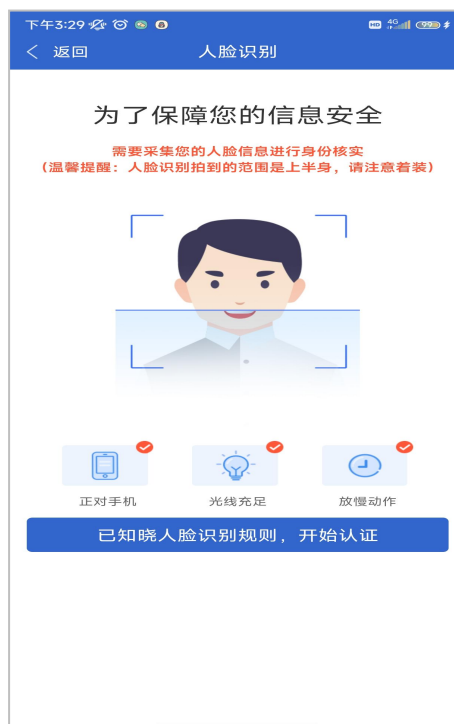 下午3:29
HD 4G 99
返回
人脸识别
为了保障您的信息安全
需要采集您的人脸信息进行身份核实
(温馨提醒：人脸识别拍到的范围是上半身，请注意着装)
正对手机
光线充足
放慢动作
已知晓人脸识别规则，开始认证